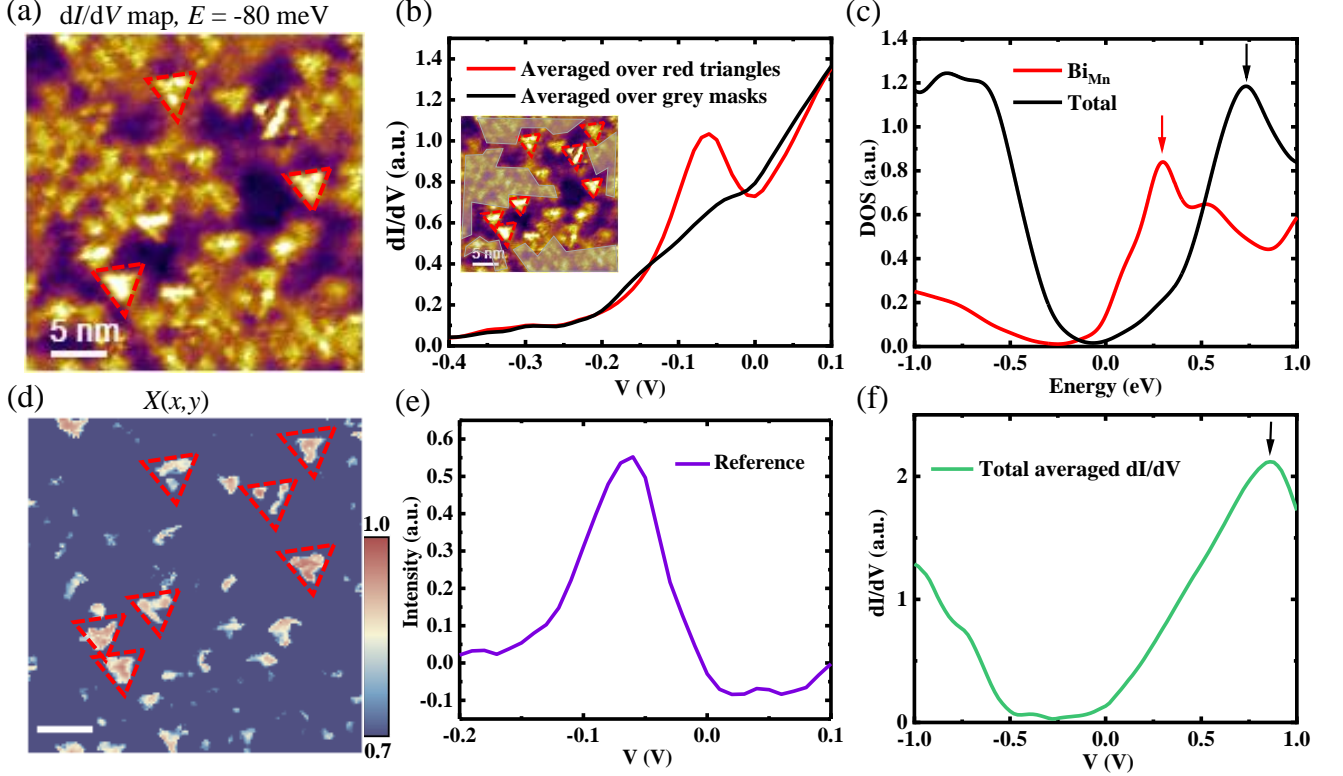 (a)
dI/dV map, E = -80 meV
5 nm
(b)
1.4
1.2
1.0
0.8
0.6
0.4
0.2
0.0
dI/dV (a.u.)
Averaged over red triangles
Averaged over grey masks
5 nm
-0.4
-0.3
-0.2
-0.1
0.0
0.1
V (V)
(c)
1.4
1.2
1.0
0.8
0.6
0.4
0.2
0.0
DOS (a.u.)
BiMn
Total
-1.0
-0.5
0.0
0.5
1.0
Energy (eV)
(d)
X(x,y)
1.0
0.7
(e)
0.6
0.5
0.4
0.3
0.2
0.1
0.0
-0.1
Intensity (a.u.)
Reference
-0.2
-0.1
0.0
0.1
V (V)
(f)
2
1
0
dI/dV (a.u.)
Total averaged dI/dV
-1.0
-0.5
0.0
0.5
1.0
V (V)